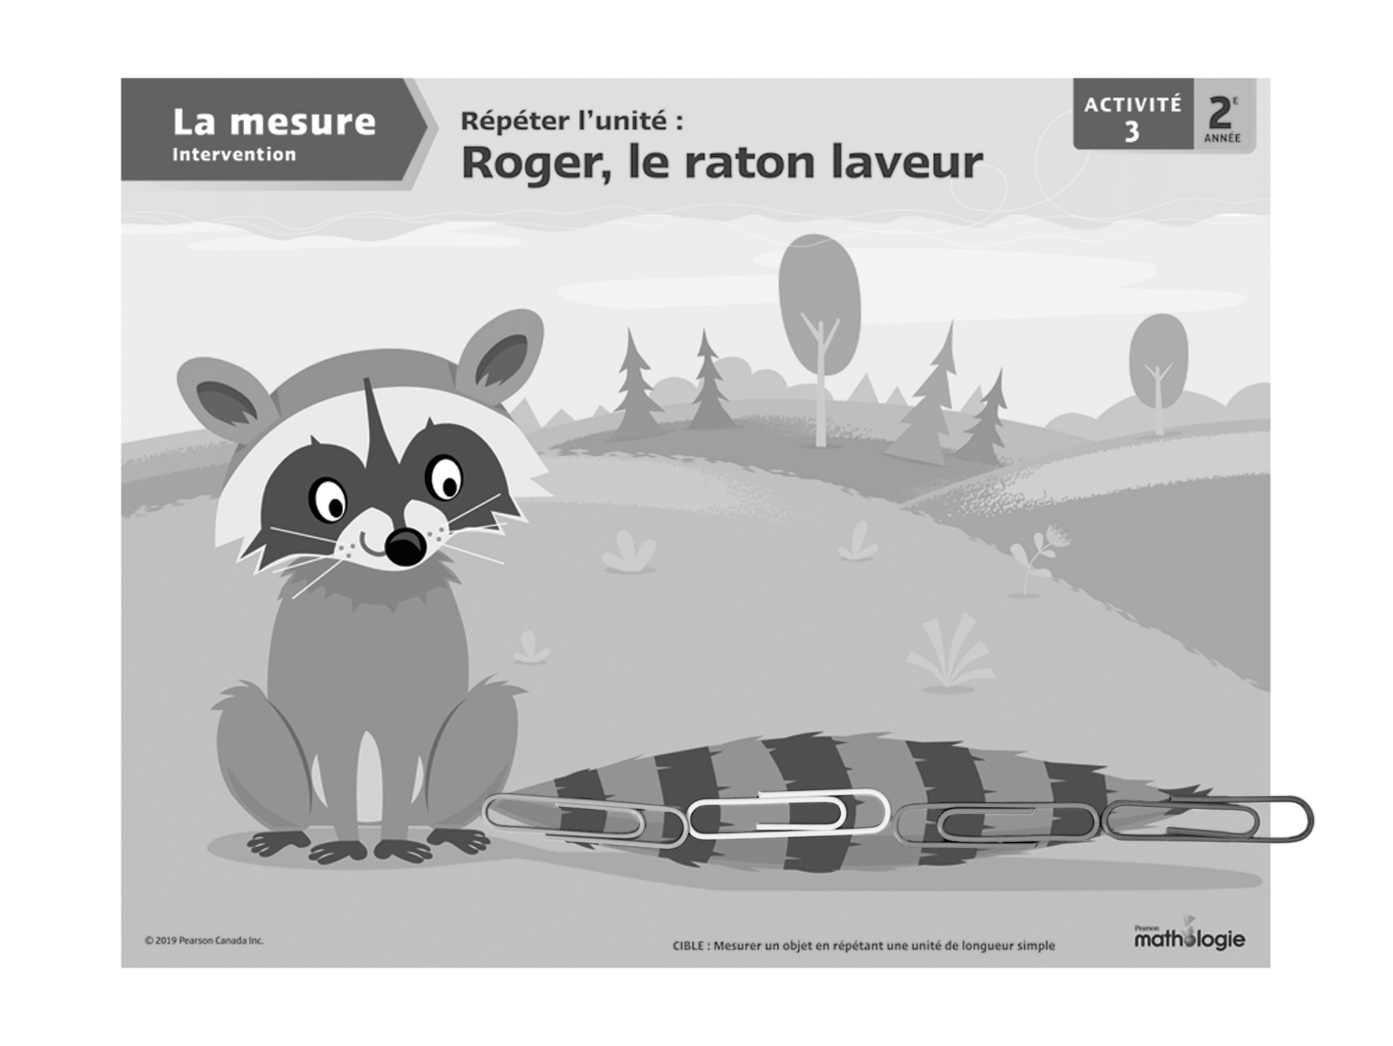 La mesure
Intervention
Répéter l'unité :
Roger, le raton laveur
ACTIVITÉ
3
2E
ANNÉE
© 2019 Pearson Canada Inc.
CIBLE : Mesurer un objet en répétant une unité de longueur simple
Pearson
mathologie